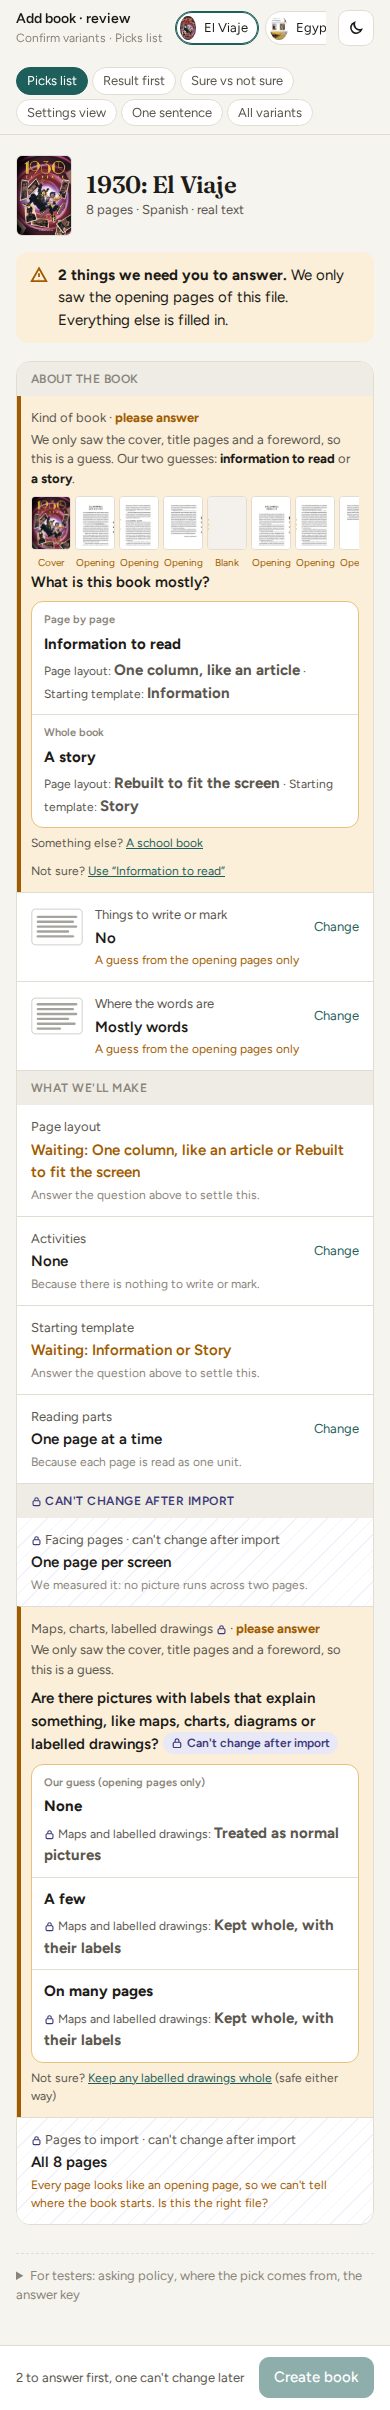 Add book · review
Confirm variants · Picks list
El Viaje
Egyp
Picks list
Result first
Sure vs not sure
Settings view
One sentence
All variants
1930
1930: El Viaje
8 pages · Spanish · real text
2 things we need you to answer. We only
saw the opening pages of this file.
Everything else is filled in.
ABOUT THE BOOK
Kind of book · please answer
We only saw the cover, title pages and a foreword, so
this is a guess. Our two guesses: information to read or
a story.
Cover
Opening
Opening
Opening
Blank
Opening
Opening
Ope
What is this book mostly?
Page by page
Information to read
Page layout: One column, like an article ·
Starting template: Information
Whole book
A story
Page layout: Rebuilt to fit the screen · Starting
template: Story
Something else? A school book
Not sure? Use “Information to read”
Things to write or mark
No
A guess from the opening pages only
Change
Where the words are
Mostly words
A guess from the opening pages only
Change
WHAT WE'LL MAKE
Page layout
Waiting: One column, like an article or Rebuilt
to fit the screen
Answer the question above to settle this.
Activities
None
Because there is nothing to write or mark.
Change
Starting template
Waiting: Information or Story
Answer the question above to settle this.
Reading parts
One page at a time
Because each page is read as one unit.
Change
CAN'T CHANGE AFTER IMPORT
Facing pages · can't change after import
One page per screen
We measured it: no picture runs across two pages.
Maps, charts, labelled drawings · please answer
We only saw the cover, title pages and a foreword, so
this is a guess.
Are there pictures with labels that explain
something, like maps, charts, diagrams or
labelled drawings? Can't change after import
Our guess (opening pages only)
None
Maps and labelled drawings: Treated as normal
pictures
A few
Maps and labelled drawings: Kept whole, with
their labels
On many pages
Maps and labelled drawings: Kept whole, with
their labels
Not sure? Keep any labelled drawings whole (safe either
way)
Pages to import · can't change after import
All 8 pages
Every page looks like an opening page, so we can't tell
where the book starts. Is this the right file?
For testers: asking policy, where the pick comes from, the
answer key
2 to answer first, one can't change later
Create book